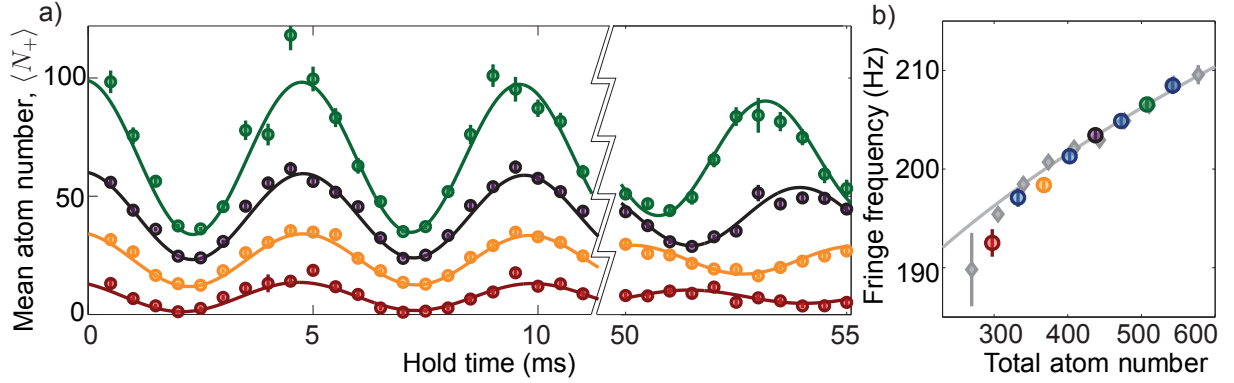 a)
Mean atom number, ⟨N₊⟩
100
50
0
0
5
10
50
55
Hold time (ms)
b)
Fringe frequency (Hz)
210
200
190
300
400
500
600
Total atom number